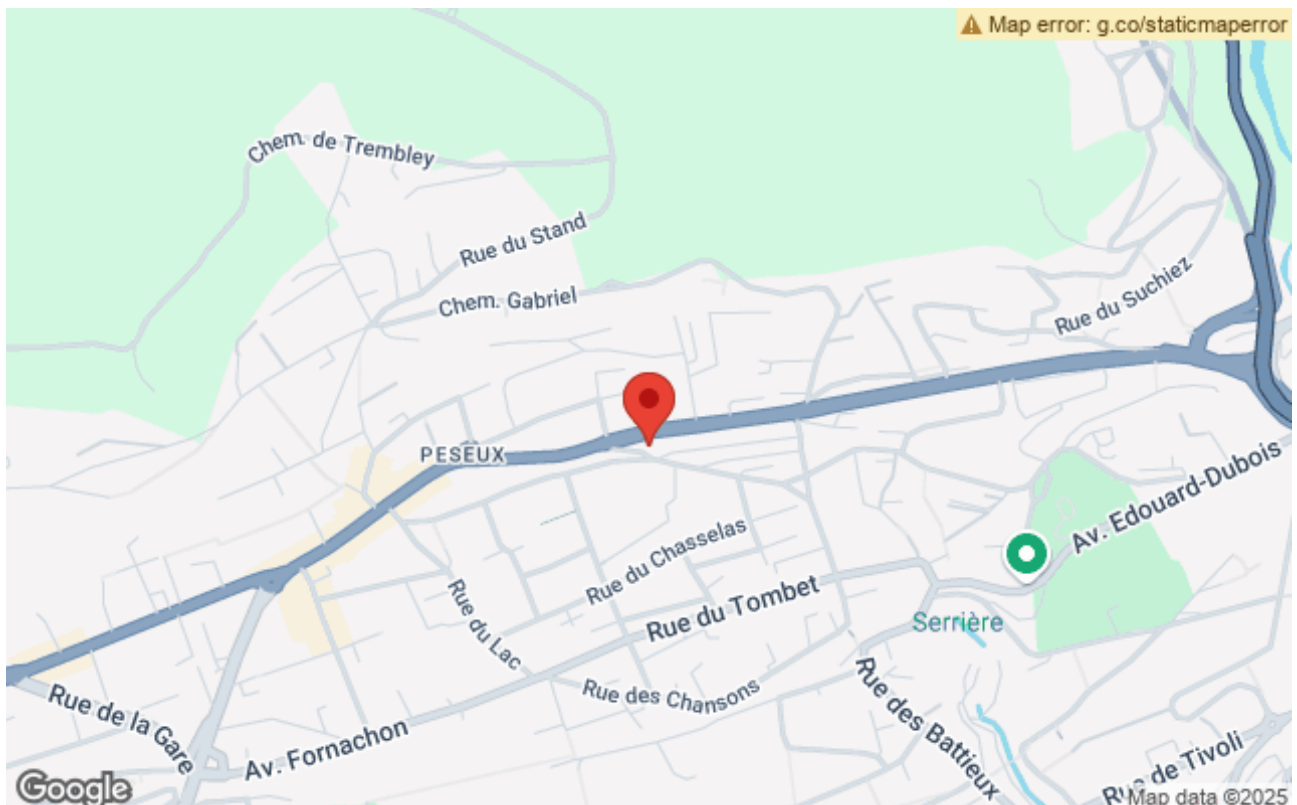 Map error: g.co/staticmaperror
Chem. de Trembley
Rue du Stand
Chem. Gabriel
Rue du Suchiez
PESEUX
Av. Edouard-Dubois
Rue du Chasselas
Rue du Tombet
Serrière
Rue du Lac
Rue des Chansons
Rue des Battieux
Rue de la Gare
Av. Fornachon
Rue de Tivoli
Google
Map data ©2025